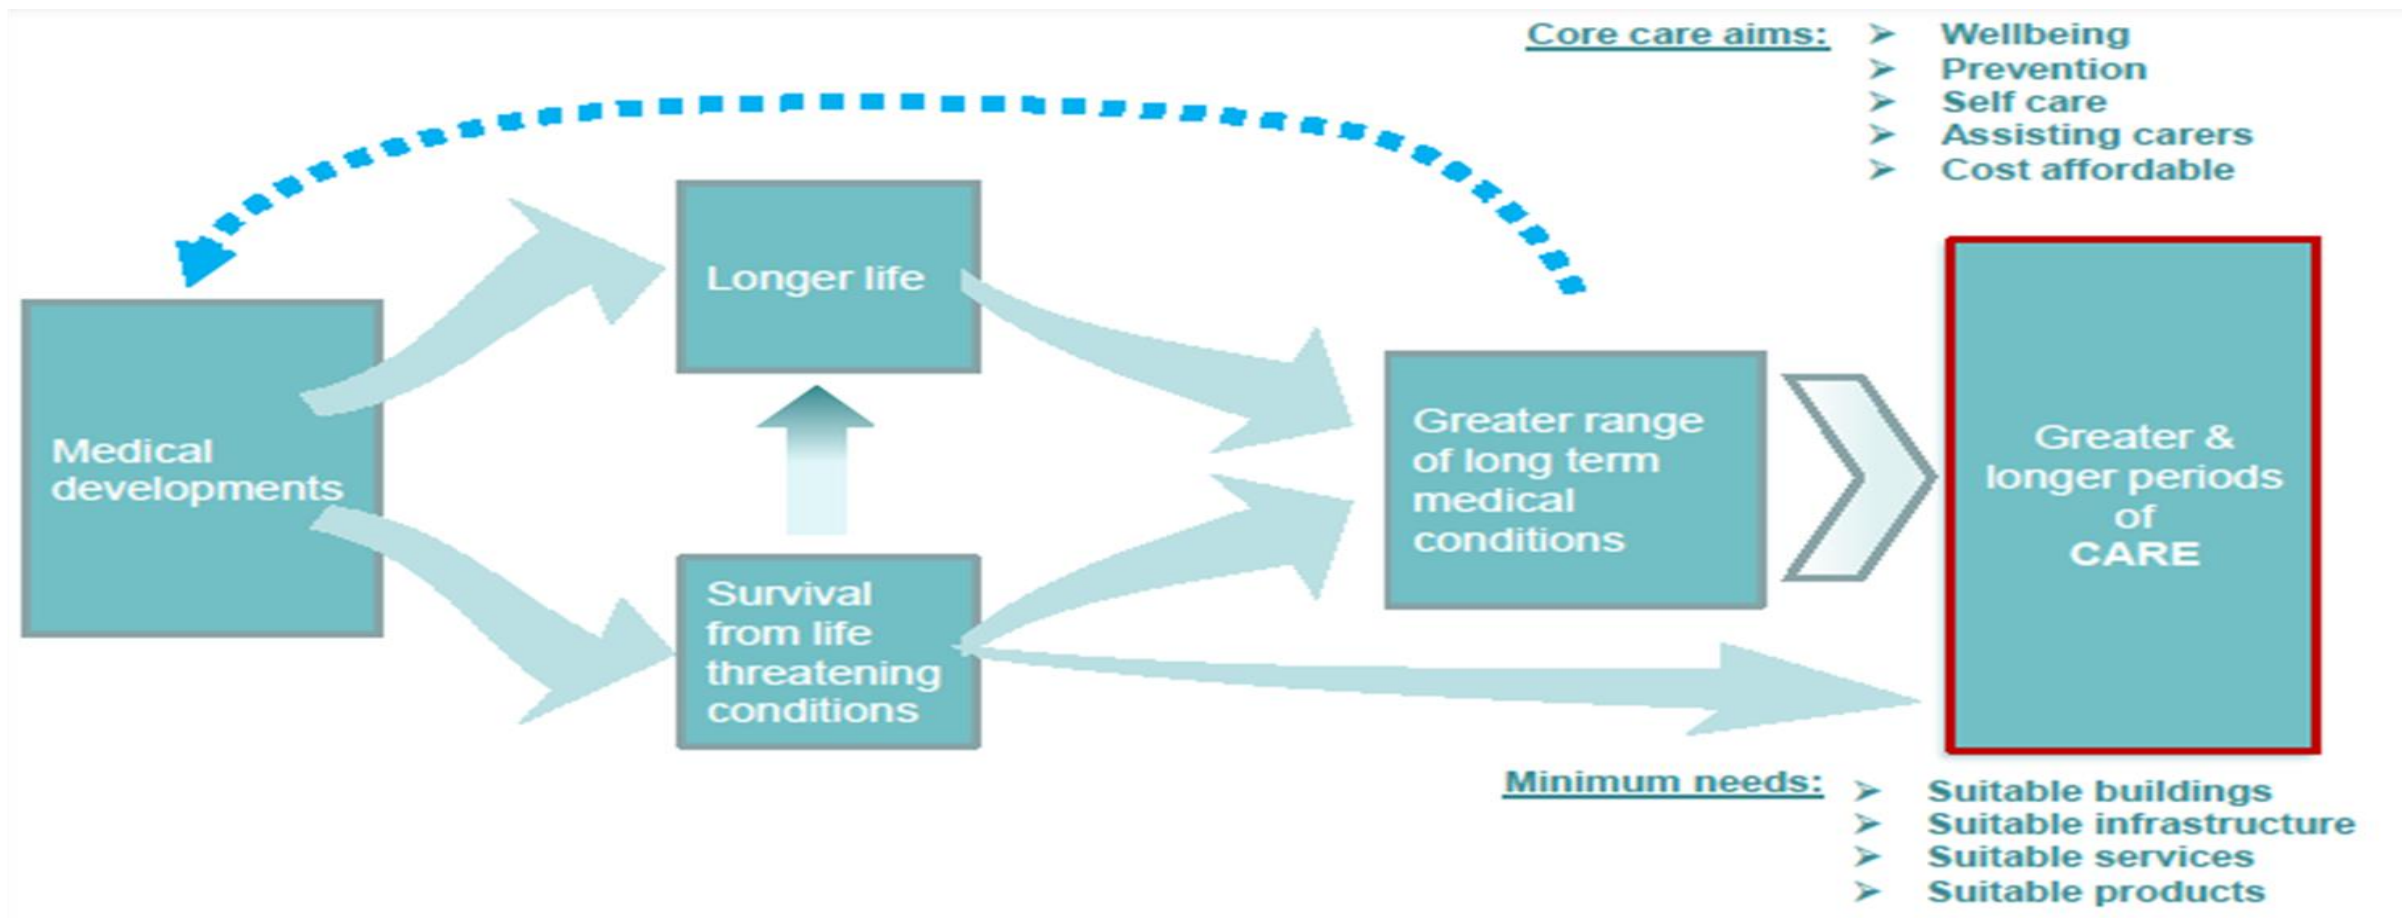 Core care aims:
➢ Wellbeing
➢ Prevention
➢ Self care
➢ Assisting carers
➢ Cost affordable
Medical
developments
Longer life
Survival
from life
threatening
conditions
Greater range
of long term
medical
conditions
Greater &
longer periods
of
CARE
Minimum needs:
➢ Suitable buildings
➢ Suitable infrastructure
➢ Suitable services
➢ Suitable products